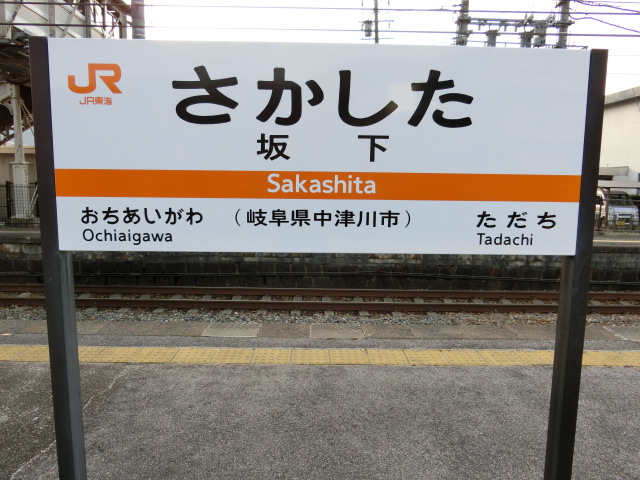 JR
JR東海
さかした
坂下
Sakashita
おちあいがわ
Ochiaigawa
（岐阜県中津川市）
ただち
Tadachi